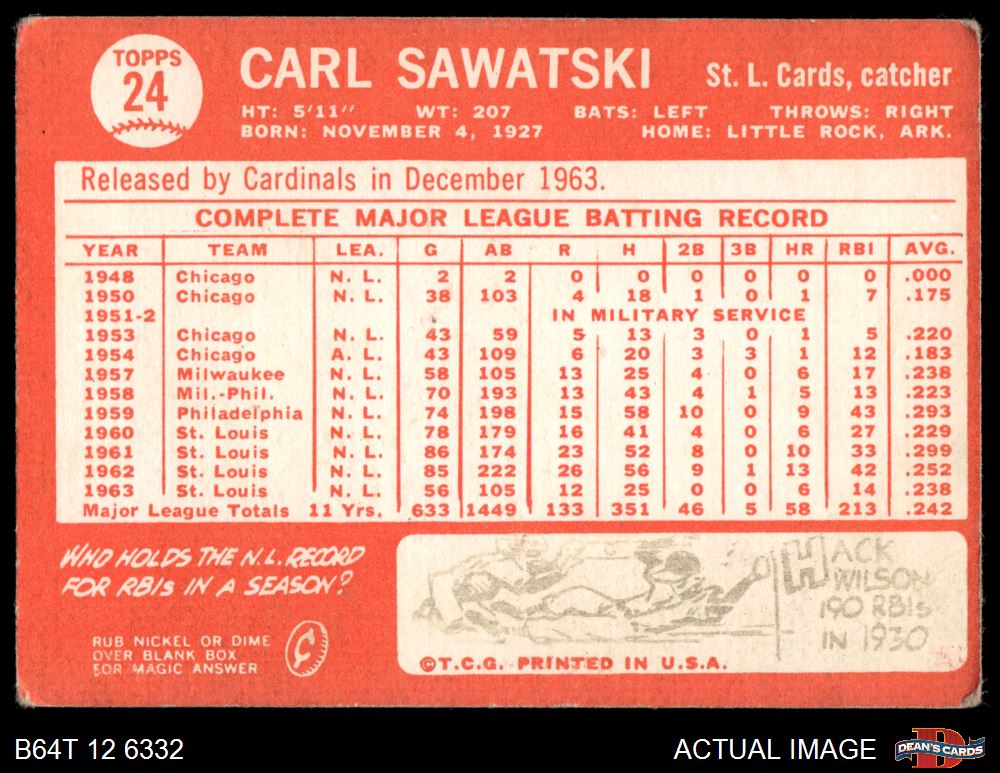 TOPPS
24
CARL SAWATSKI St. L. Cards, catcher
HT: 5'11" WT: 207 BATS: LEFT THROWS: RIGHT
BORN: NOVEMBER 4, 1927 HOME: LITTLE ROCK, ARK.
Released by Cardinals in December 1963.
COMPLETE MAJOR LEAGUE BATTING RECORD
YEAR TEAM LEA. G AB R H 2B 3B HR RBI AVG.
1948 Chicago N. L. 2 2 0 0 0 0 0 0 .000
1950 Chicago N. L. 38 103 4 18 1 0 1 7 .175
1951-2 IN MILITARY SERVICE
1953 Chicago N. L. 43 59 5 13 3 0 1 5 .220
1954 Chicago A. L. 43 109 6 20 3 3 1 12 .183
1957 Milwaukee N. L. 58 105 13 25 4 0 6 17 .238
1958 Mil.-Phil. N. L. 70 193 13 43 4 1 5 13 .223
1959 Philadelphia N. L. 74 198 15 58 10 0 9 43 .293
1960 St. Louis N. L. 78 179 16 41 4 0 6 27 .229
1961 St. Louis N. L. 86 174 23 52 8 0 10 33 .299
1962 St. Louis N. L. 85 222 26 56 9 1 13 42 .252
1963 St. Louis N. L. 56 105 12 25 0 0 6 14 .238
Major League Totals 11 Yrs. 633 1449 133 351 46 5 58 213 .242
WHO HOLDS THE N.L. RECORD
FOR RBIs IN A SEASON?
RUB NICKEL OR DIME
OVER BLANK BOX
FOR MAGIC ANSWER
HACK
WILSON
190 RBIs
IN 1930
©T.C.G. PRINTED IN U.S.A.
B64T 12 6332
ACTUAL IMAGE
D
DEAN'S CARDS